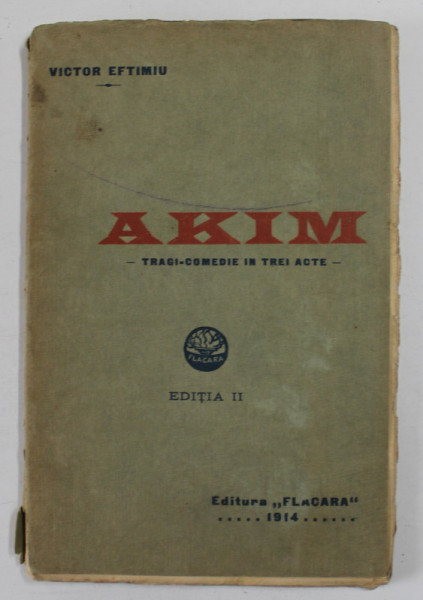 VICTOR EFTIMIU
AKIM
– TRAGI-COMEDIE IN TREI ACTE –
FLACARA
EDIȚIA II
Editura „FLACARA“
..... 1914 ......